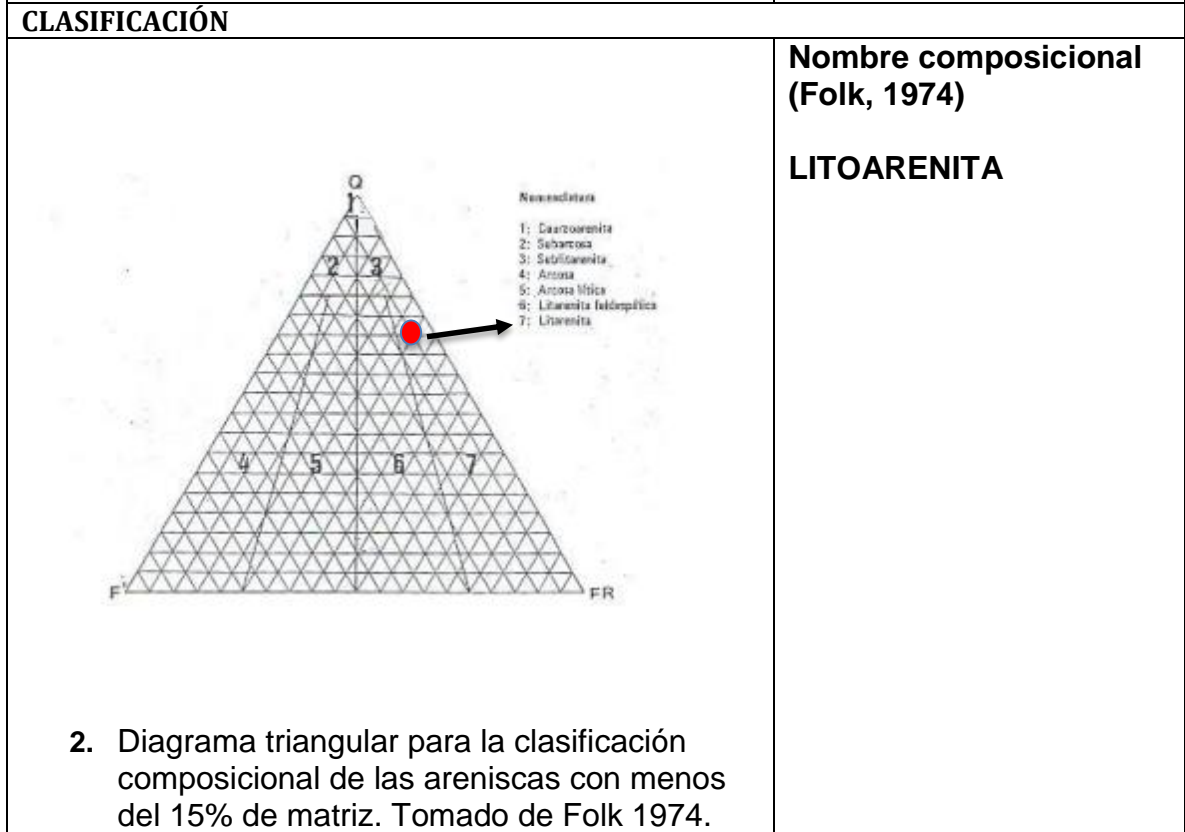 CLASIFICACIÓN
Nombre composicional
(Folk, 1974)
LITOARENITA
Q
Nomenclatura
1: Cuarzoarenita
2: Subarcosa
3: Sublitarenita
4: Arcosa
5: Arcosa lítica
6: Litarenita feldespática
7: Litarenita
1
2 3
4 5 6 7
F FR
2. Diagrama triangular para la clasificación
composicional de las areniscas con menos
del 15% de matriz. Tomado de Folk 1974.